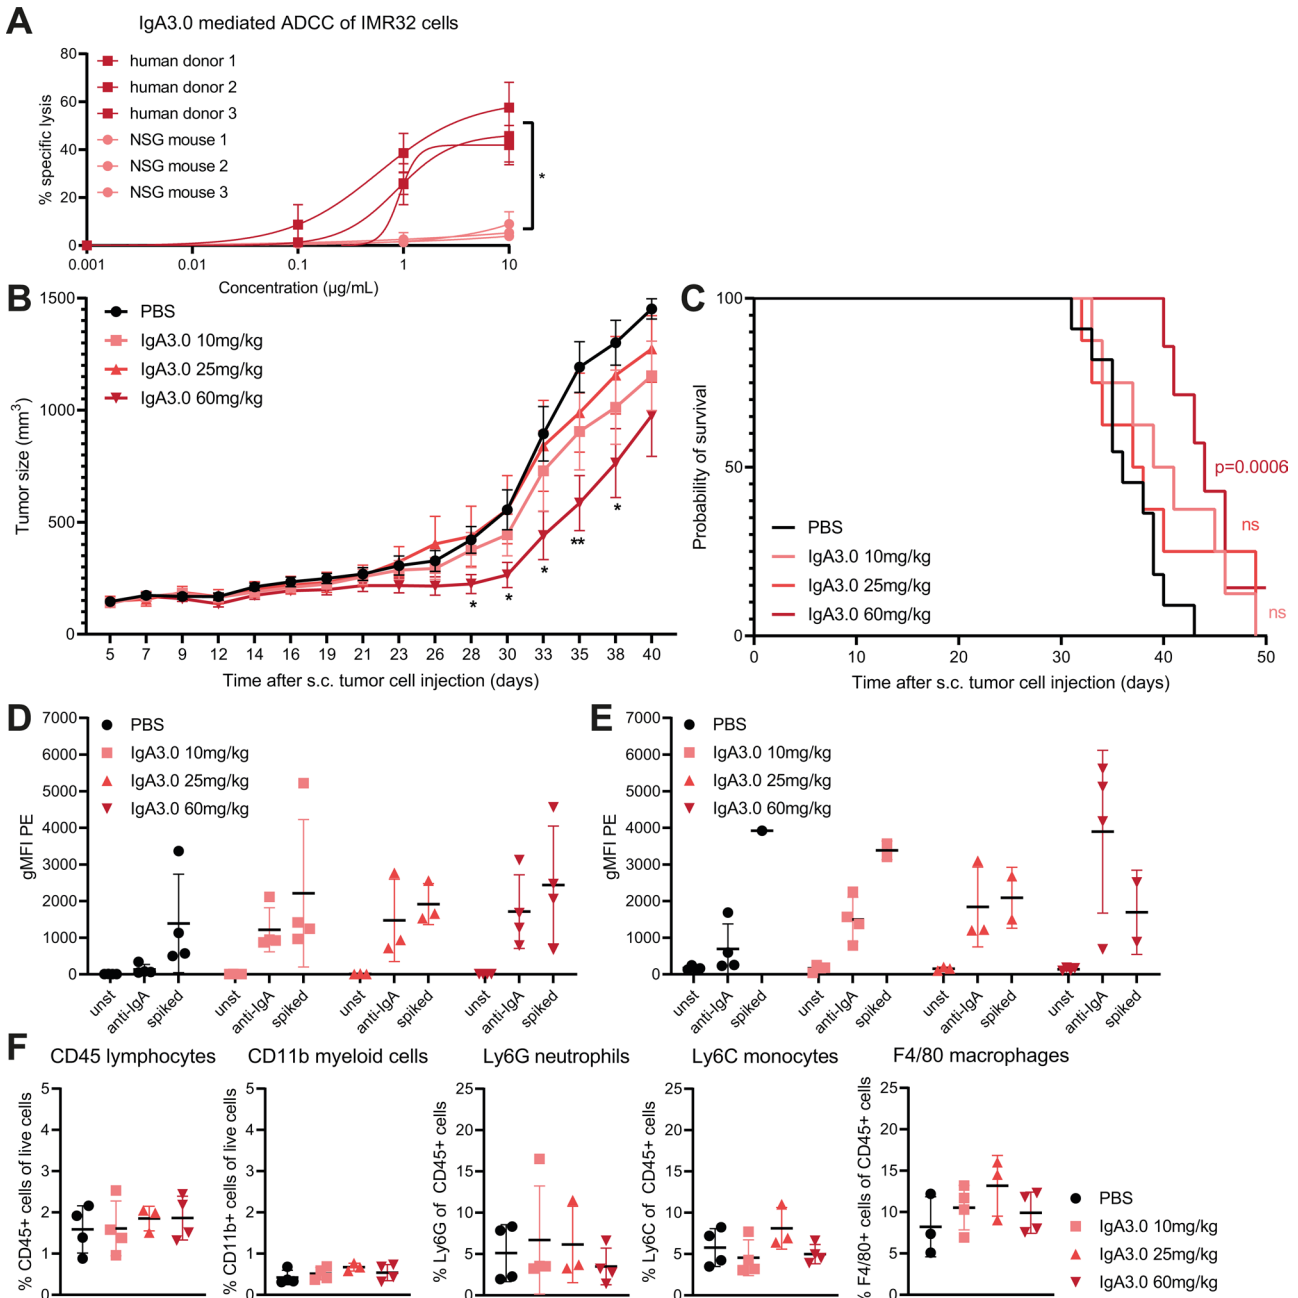 A
IgA3.0 mediated ADCC of IMR32 cells
% specific lysis
80
60
40
20
0
human donor 1
human donor 2
human donor 3
NSG mouse 1
NSG mouse 2
NSG mouse 3
*
0.001 0.01 0.1 1 10
Concentration (µg/mL)
B
Tumor size (mm³)
1500
1000
500
0
PBS
IgA3.0 10mg/kg
IgA3.0 25mg/kg
IgA3.0 60mg/kg
* * * ** *
5 7 9 12 14 16 19 21 23 26 28 30 33 35 38 40
Time after s.c. tumor cell injection (days)
C
Probability of survival
100
50
0
p=0.0006
ns
ns
PBS
IgA3.0 10mg/kg
IgA3.0 25mg/kg
IgA3.0 60mg/kg
0 10 20 30 40 50
Time after s.c. tumor cell injection (days)
D
gMFI PE
7000
6000
5000
4000
3000
2000
1000
0
PBS
IgA3.0 10mg/kg
IgA3.0 25mg/kg
IgA3.0 60mg/kg
unst anti-IgA spiked unst anti-IgA spiked unst anti-IgA spiked unst anti-IgA spiked
E
gMFI PE
7000
6000
5000
4000
3000
2000
1000
0
PBS
IgA3.0 10mg/kg
IgA3.0 25mg/kg
IgA3.0 60mg/kg
unst anti-IgA spiked unst anti-IgA spiked unst anti-IgA spiked unst anti-IgA spiked
F
CD45 lymphocytes
% CD45+ cells of live cells
5
4
3
2
1
0
CD11b myeloid cells
% CD11b+ cells of live cells
5
4
3
2
1
0
Ly6G neutrophils
% Ly6G of CD45+ cells
25
20
15
10
5
0
Ly6C monocytes
% Ly6C of CD45+ cells
25
20
15
10
5
0
F4/80 macrophages
% F4/80+ cells of CD45+ cells
25
20
15
10
5
0
PBS
IgA3.0 10mg/kg
IgA3.0 25mg/kg
IgA3.0 60mg/kg